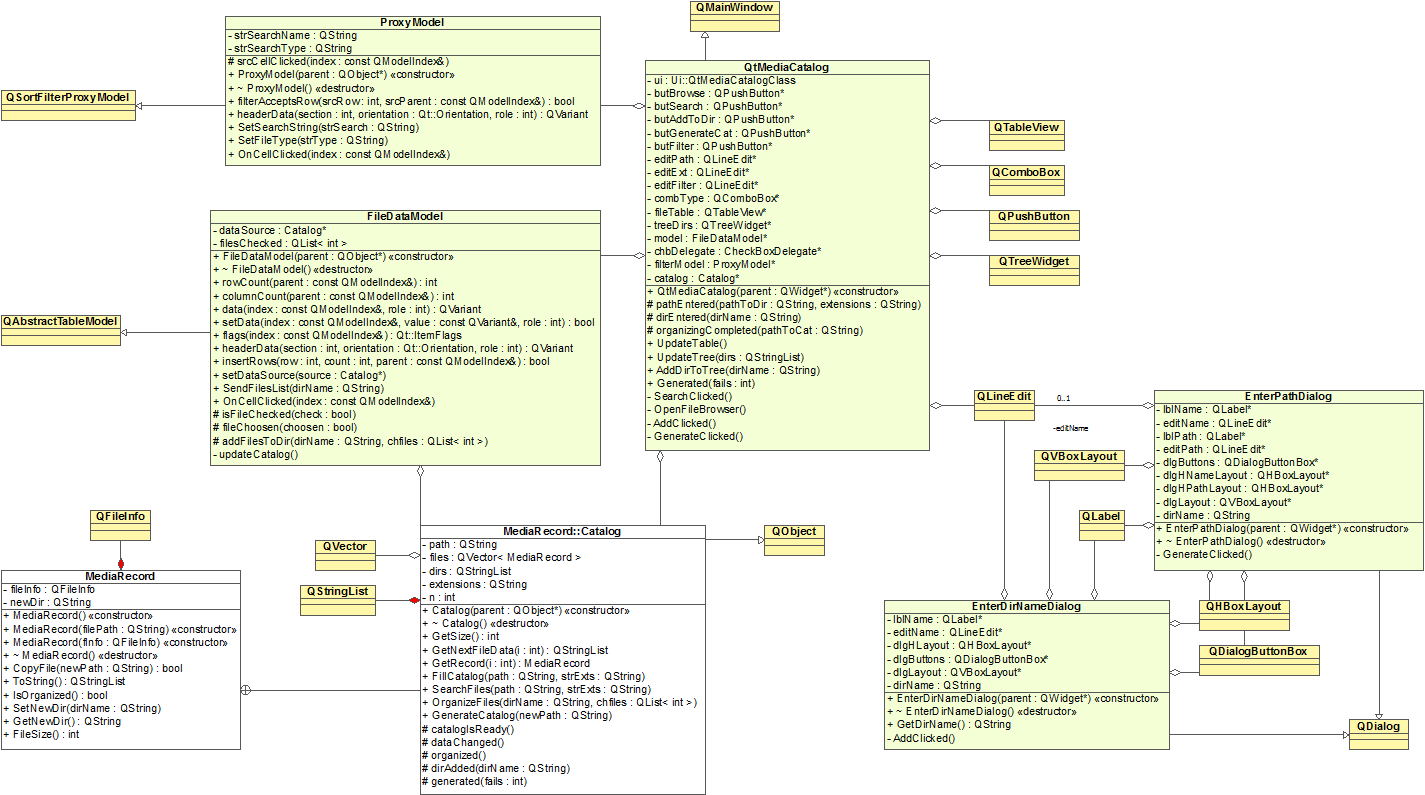 QMainWindow
ProxyModel
- strSearchName : QString
- strSearchType : QString
# srcCellClicked(index : const QModelIndex&)
+ ProxyModel(parent : QObject*) «constructor»
+ ~ ProxyModel() «destructor»
+ filterAcceptsRow(srcRow : int, srcParent : const QModelIndex&) : bool
+ headerData(section : int, orientation : Qt::Orientation, role : int) : QVariant
+ SetSearchString(strSearch : QString)
+ SetFileType(strType : QString)
+ OnCellClicked(index : const QModelIndex&)
QSortFilterProxyModel
QtMediaCatalog
- ui : Ui::QtMediaCatalogClass
- butBrowse : QPushButton*
- butSearch : QPushButton*
- butAddToDir : QPushButton*
- butGenerateCat : QPushButton*
- butFilter : QPushButton*
- editPath : QLineEdit*
- editExt : QLineEdit*
- editFilter : QLineEdit*
- combType : QComboBox*
- fileTable : QTableView*
- treeDirs : QTreeWidget*
- model : FileDataModel*
- chbDelegate : CheckBoxDelegate*
- filterModel : ProxyModel*
- catalog : Catalog*
+ QtMediaCatalog(parent : QWidget*) «constructor»
# pathEntered(pathToDir : QString, extensions : QString)
# dirEntered(dirName : QString)
# organizingCompleted(pathToCat : QString)
+ UpdateTable()
+ UpdateTree(dirs : QStringList)
+ AddDirToTree(dirName : QString)
+ Generated(fails : int)
- SearchClicked()
- OpenFileBrowser()
- AddClicked()
- GenerateClicked()
QTableView
QComboBox
QPushButton
QTreeWidget
FileDataModel
- dataSource : Catalog*
- filesChecked : QList< int >
+ FileDataModel(parent : QObject*) «constructor»
+ ~ FileDataModel() «destructor»
+ rowCount(parent : const QModelIndex&) : int
+ columnCount(parent : const QModelIndex&) : int
+ data(index : const QModelIndex&, role : int) : QVariant
+ setData(index : const QModelIndex&, value : const QVariant&, role : int) : bool
+ flags(index : const QModelIndex&) : Qt::ItemFlags
+ headerData(section : int, orientation : Qt::Orientation, role : int) : QVariant
+ insertRows(row : int, count : int, parent : const QModelIndex&) : bool
+ setDataSource(source : Catalog*)
+ SendFilesList(dirName : QString)
+ OnCellClicked(index : const QModelIndex&)
# isFileChecked(check : bool)
# fileChoosen(choosen : bool)
# addFilesToDir(dirName : QString, chfiles : QList< int >)
- updateCatalog()
QAbstractTableModel
QLineEdit
0..1
-editName
EnterPathDialog
- lblName : QLabel*
- editName : QLineEdit*
- lblPath : QLabel*
- editPath : QLineEdit*
- dlgButtons : QDialogButtonBox*
- dlgHNameLayout : QHBoxLayout*
- dlgHPathLayout : QHBoxLayout*
- dlgLayout : QVBoxLayout*
- dirName : QString
+ EnterPathDialog(parent : QWidget*) «constructor»
+ ~ EnterPathDialog() «destructor»
- GenerateClicked()
QVBoxLayout
QLabel
QFileInfo
MediaRecord
- fileInfo : QFileInfo
- newDir : QString
+ MediaRecord() «constructor»
+ MediaRecord(filePath : QString) «constructor»
+ MediaRecord(fInfo : QFileInfo) «constructor»
+ ~ MediaRecord() «destructor»
+ CopyFile(newPath : QString) : bool
+ ToString() : QStringList
+ IsOrganized() : bool
+ SetNewDir(dirName : QString)
+ GetNewDir() : QString
+ FileSize() : int
QVector
QStringList
MediaRecord::Catalog
- path : QString
- files : QVector< MediaRecord >
- dirs : QStringList
- extensions : QString
- n : int
+ Catalog(parent : QObject*) «constructor»
+ ~ Catalog() «destructor»
+ GetSize() : int
+ GetNextFileData(i : int) : QStringList
+ GetRecord(i : int) : MediaRecord
+ FillCatalog(path : QString, strExts : QString)
+ SearchFiles(path : QString, strExts : QString)
+ OrganizeFiles(dirName : QString, chfiles : QList< int >)
+ GenerateCatalog(newPath : QString)
# catalogIsReady()
# dataChanged()
# organized()
# dirAdded(dirName : QString)
# generated(fails : int)
QObject
EnterDirNameDialog
- lblName : QLabel*
- editName : QLineEdit*
- dlgHLayout : QHBoxLayout*
- dlgButtons : QDialogButtonBox*
- dlgLayout : QVBoxLayout*
- dirName : QString
+ EnterDirNameDialog(parent : QWidget*) «constructor»
+ ~ EnterDirNameDialog() «destructor»
+ GetDirName() : QString
- AddClicked()
QHBoxLayout
QDialogButtonBox
QDialog